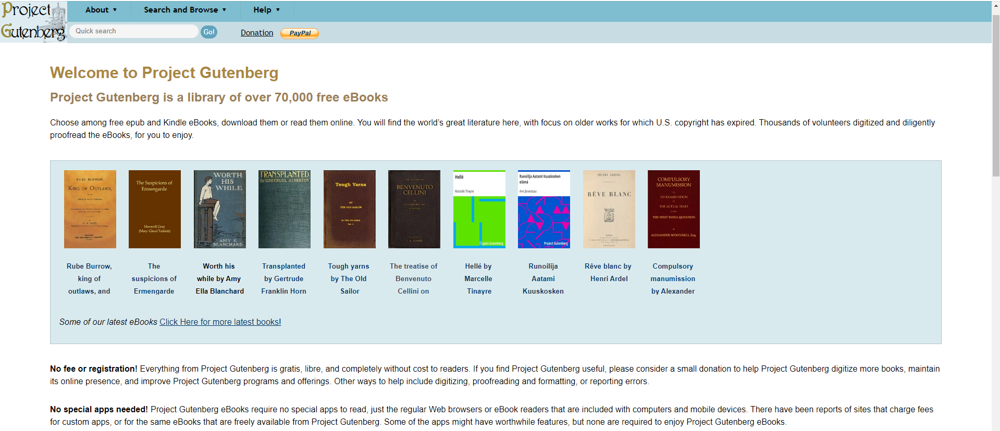 Project
Gutenberg
About ▼
Search and Browse ▼
Help ▼
Quick search
Go!
Donation
PayPal
Welcome to Project Gutenberg
Project Gutenberg is a library of over 70,000 free eBooks
Choose among free epub and Kindle eBooks, download them or read them online. You will find the world’s great literature here, with focus on older works for which U.S. copyright has expired. Thousands of volunteers digitized and diligently
proofread the eBooks, for you to enjoy.
RUBE BURROW,
KING OF OUTLAWS,
G. W. AGEE.
The Suspicions of
Ermengarde
Maxwell Gray
(Mary Gleed Tuttiett)
WORTH
HIS
WHILE
AMY E.
BLANCHARD
TRANSPLANTED
By GERTRUDE ATHERTON
Tough Yarns
BY
THE OLD SAILOR
IN TWO VOLUMES
Vol. I.
BENVENUTO
CELLINI
C. R. ASHBEE
Hellé
Marcelle Tinayre
Project Gutenberg
Runoilija Aatami Kuuskosken
elämä
Arvi Järventaus
Project Gutenberg
HENRI ARDEL
RÊVE BLANC
PARIS
COMPULSORY
MANUMISSION
OR
AN EXAMINATION
OF
THE ACTUAL STATE
OF THE
THE WEST INDIA QUESTION
BY
ALEXANDER M'DONNELL, Esq.
Rube Burrow,
king of
outlaws, and
The
suspicions of
Ermengarde
Worth his
while by Amy
Ella Blanchard
Transplanted
by Gertrude
Franklin Horn
Tough yarns
by The Old
Sailor
The treatise of
Benvenuto
Cellini on
Hellé by
Marcelle
Tinayre
Runoilija
Aatami
Kuuskosken
Rêve blanc by
Henri Ardel
Compulsory
manumission
by Alexander
Some of our latest eBooks Click Here for more latest books!
No fee or registration! Everything from Project Gutenberg is gratis, libre, and completely without cost to readers. If you find Project Gutenberg useful, please consider a small donation to help Project Gutenberg digitize more books, maintain
its online presence, and improve Project Gutenberg programs and offerings. Other ways to help include digitizing, proofreading and formatting, or reporting errors.
No special apps needed! Project Gutenberg eBooks require no special apps to read, just the regular Web browsers or eBook readers that are included with computers and mobile devices. There have been reports of sites that charge fees
for custom apps, or for the same eBooks that are freely available from Project Gutenberg. Some of the apps might have worthwhile features, but none are required to enjoy Project Gutenberg eBooks.